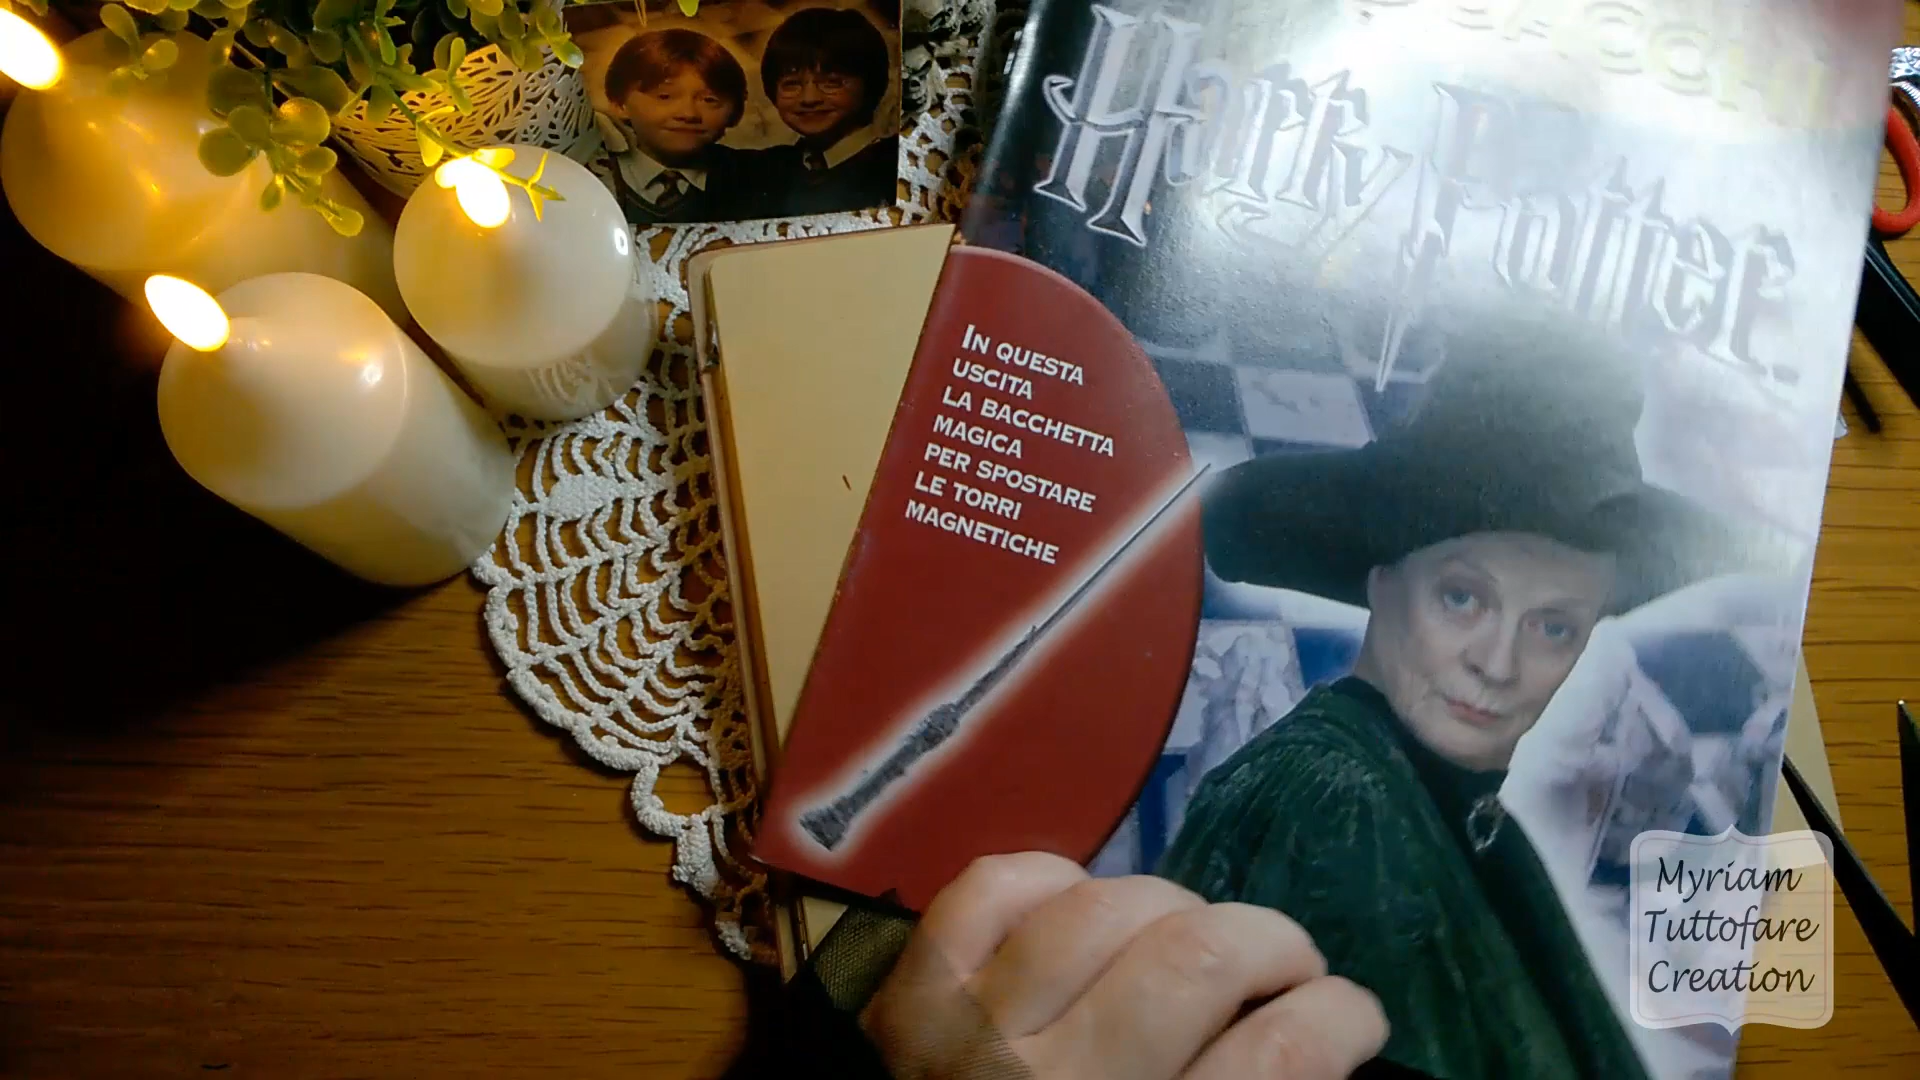 Harry Potter
IN QUESTA
USCITA
LA BACCHETTA
MAGICA
PER SPOSTARE
LE TORRI
MAGNETICHE
Myriam
Tuttofare
Creation